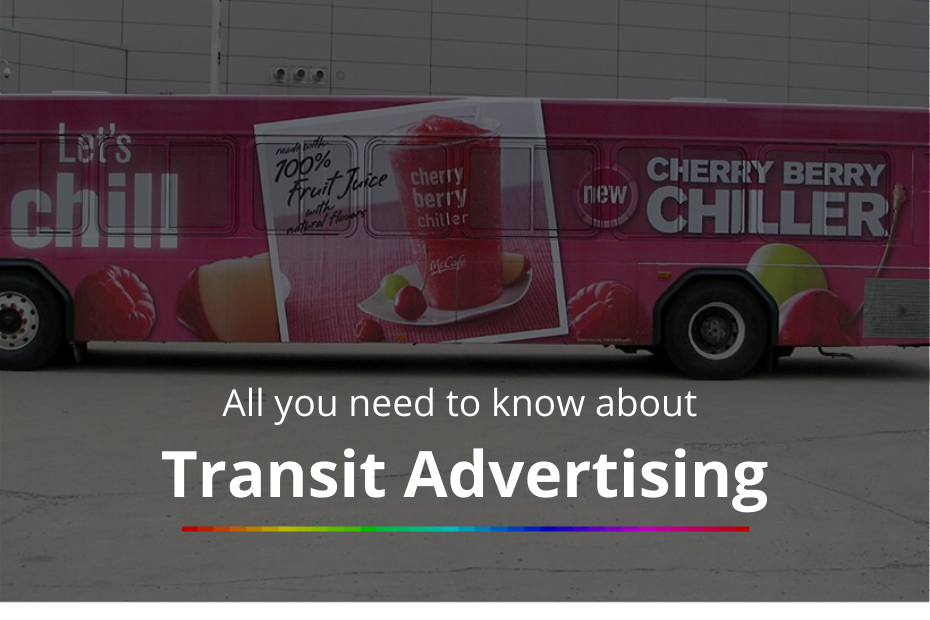 Let's
chill
ready with
100%
Fruit Juice
with
natural flavors
cherry
berry
chiller
McCafé
new
CHERRY BERRY
CHILLER
All you need to know about
Transit Advertising